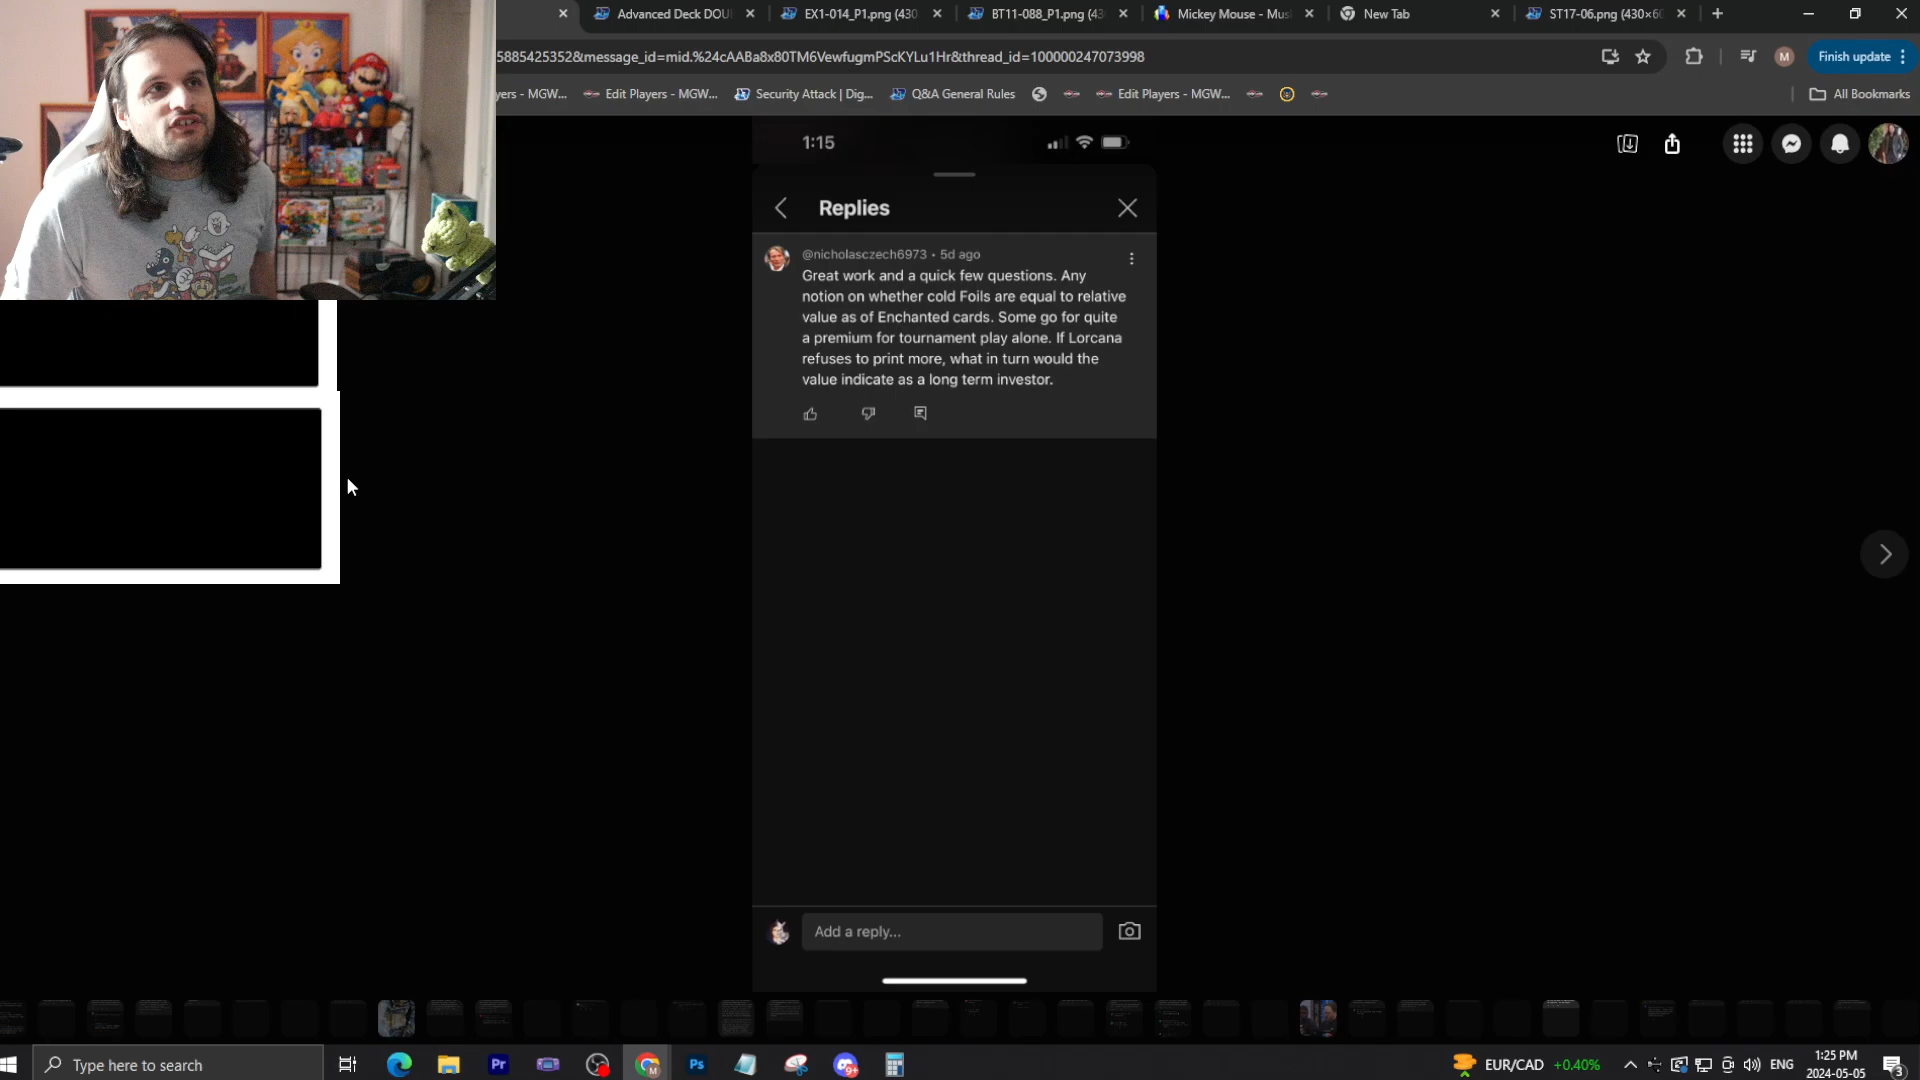 Advanced Deck DOU
EX1-014_P1.png (430
BT11-088_P1.png (43
Mickey Mouse - Mus
New Tab
ST17-06.png (430×6
5885425352&message_id=mid.%24cAABa8x80TM6VewfugmPScKYLu1Hr&thread_id=100000247073998
M
Finish update
yers - MGW...
Edit Players - MGW...
Security Attack | Dig...
Q&A General Rules
Edit Players - MGW...
All Bookmarks
1:15
Replies
@nicholasczech6973 • 5d ago
Great work and a quick few questions. Any
notion on whether cold Foils are equal to relative
value as of Enchanted cards. Some go for quite
a premium for tournament play alone. If Lorcana
refuses to print more, what in turn would the
value indicate as a long term investor.
Add a reply...
Type here to search
Pr
M
Ps
9+
EUR/CAD +0.40%
ENG
1:25 PM
2024-05-05
3